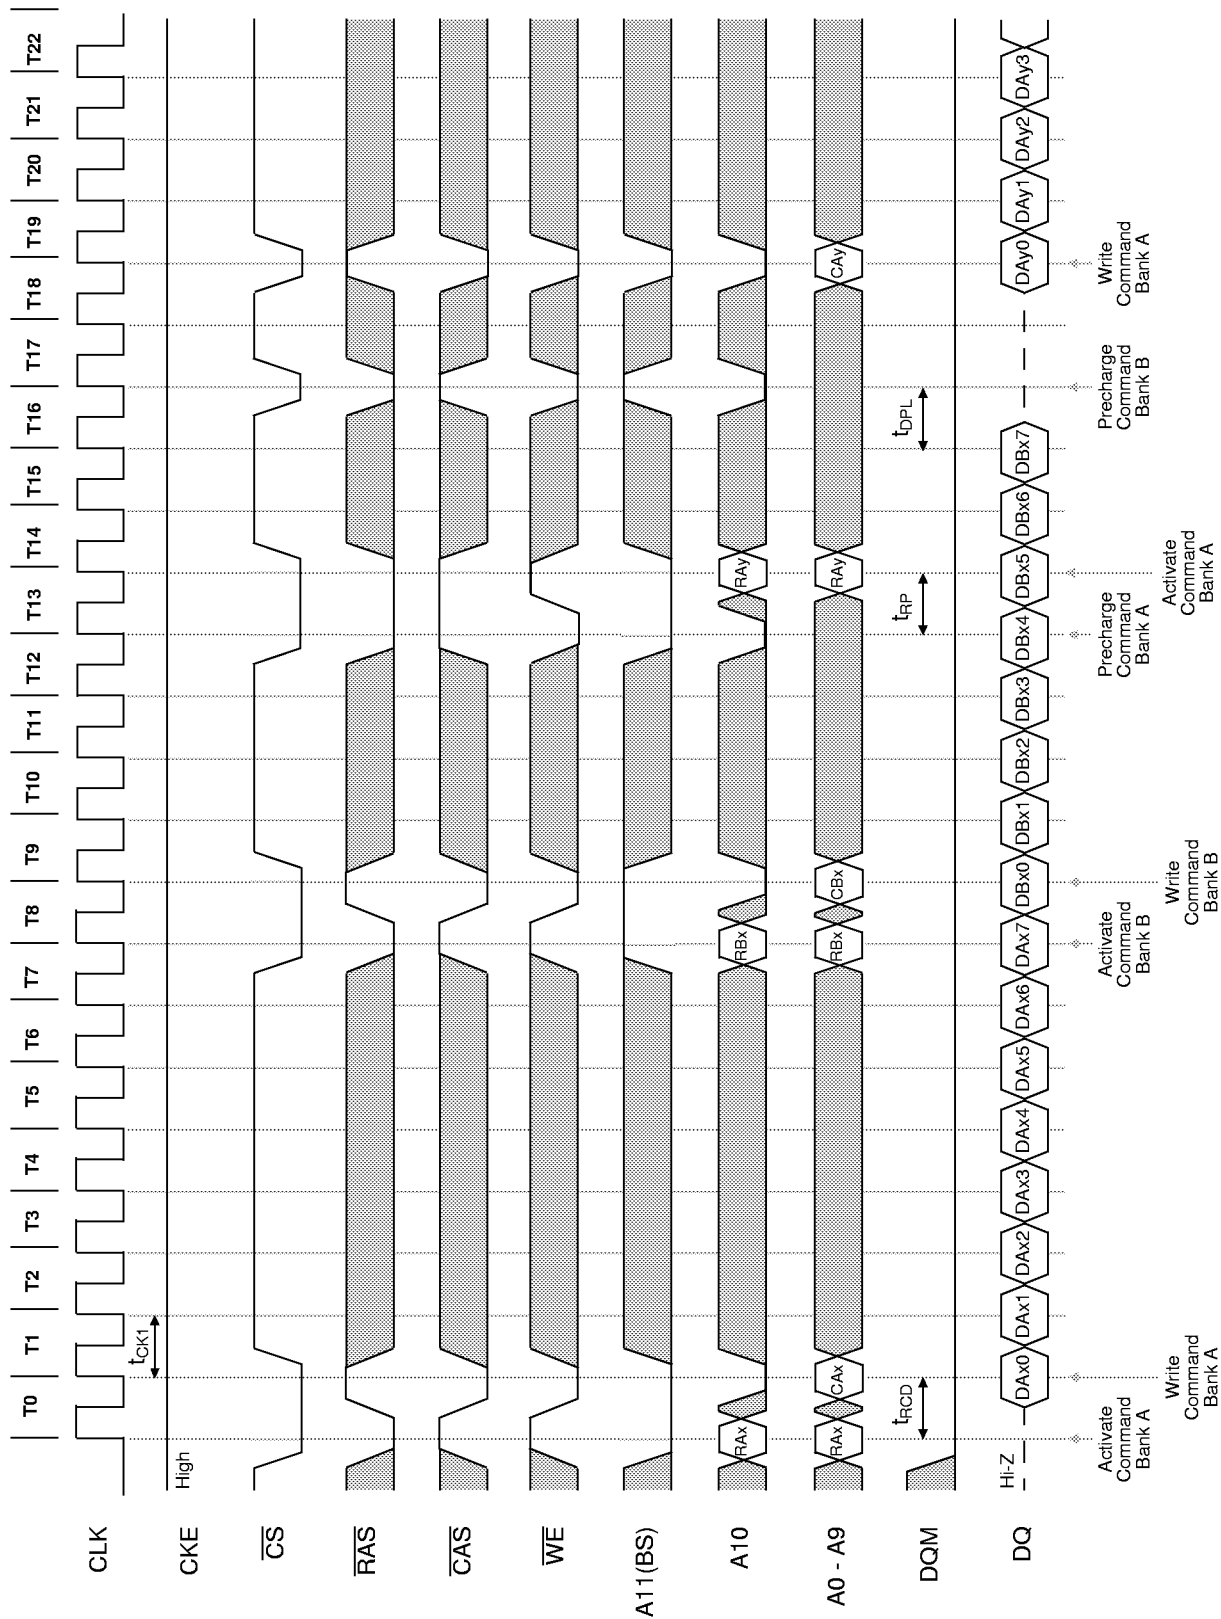 T0 T1 T2 T3 T4 T5 T6 T7 T8 T9 T10 T11 T12 T13 T14 T15 T16 T17 T18 T19 T20 T21 T22
CLK
tCK1
CKE
High
CS
RAS
CAS
WE
A11(BS)
A10
RAx RBx RAy
A0 - A9
RAx CAx RBx CBx RAy CAy
DQM
tRCD tRP tDPL
DQ
Hi-Z
DAx0 DAx1 DAx2 DAx3 DAx4 DAx5 DAx6 DAx7 DBx0 DBx1 DBx2 DBx3 DBx4 DBx5 DBx6 DBx7 DAy0 DAy1 DAy2 DAy3
Activate
Command
Bank A
Write
Command
Bank A
Activate
Command
Bank B
Write
Command
Bank B
Precharge
Command
Bank A
Activate
Command
Bank A
Precharge
Command
Bank B
Write
Command
Bank A